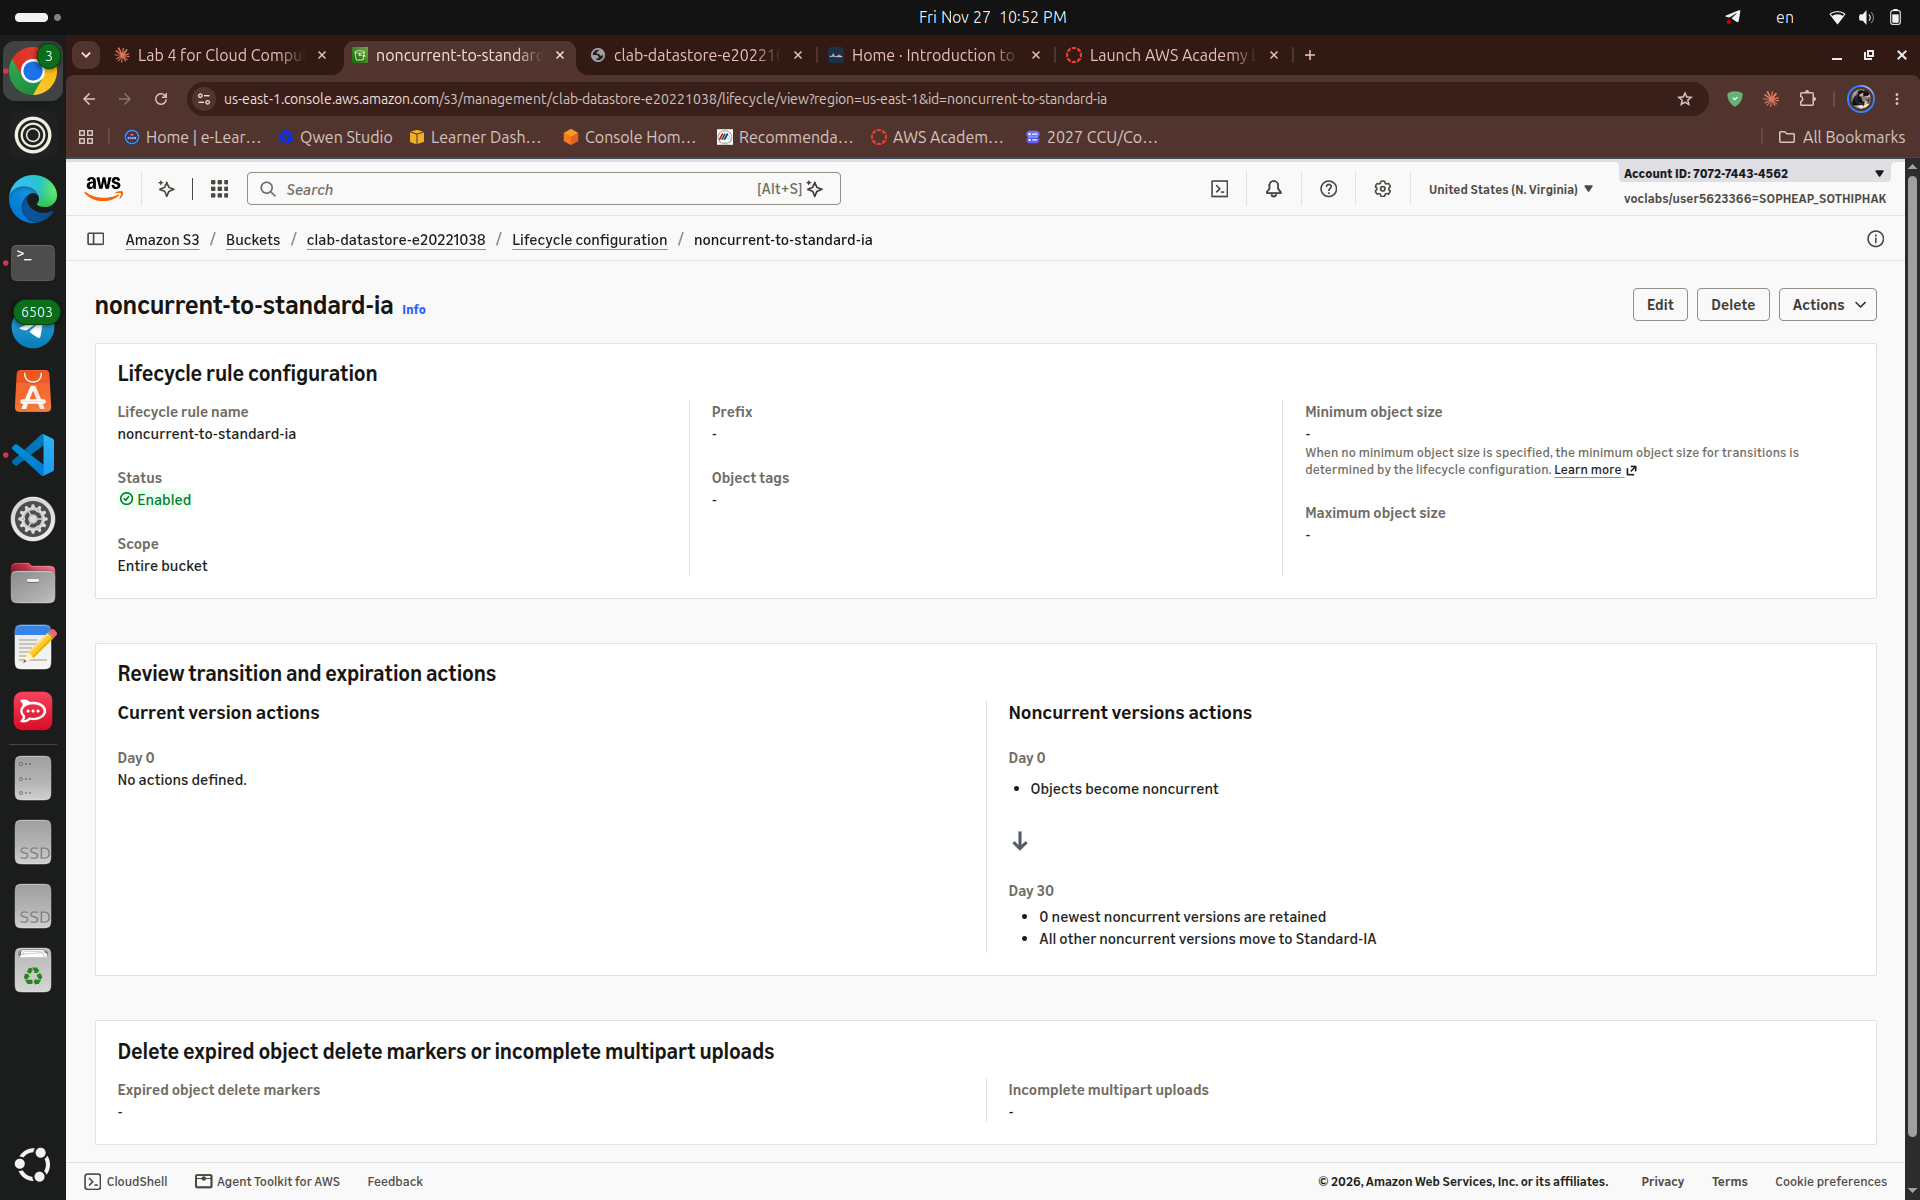 Fri Nov 27 10:52 PM
en
3
Lab 4 for Cloud Compu
noncurrent-to-standard
clab-datastore-e202210
Home · Introduction to
Launch AWS Academy
us-east-1.console.aws.amazon.com/s3/management/clab-datastore-e20221038/lifecycle/view?region=us-east-1&id=noncurrent-to-standard-ia
Home | e-Lear…
Qwen Studio
Learner Dash…
Console Hom…
Recommenda…
AWS Academ…
2027 CCU/Co…
All Bookmarks
aws
Search
[Alt+S]
United States (N. Virginia)
Account ID: 7072-7443-4562
voclabs/user5623366=SOPHEAP_SOTHIPHAK
Amazon S3 / Buckets / clab-datastore-e20221038 / Lifecycle configuration / noncurrent-to-standard-ia
6503
noncurrent-to-standard-ia Info
Edit
Delete
Actions
Lifecycle rule configuration
Lifecycle rule name
noncurrent-to-standard-ia
Status
Enabled
Scope
Entire bucket
Prefix
-
Object tags
-
Minimum object size
-
When no minimum object size is specified, the minimum object size for transitions is
determined by the lifecycle configuration. Learn more
Maximum object size
-
Review transition and expiration actions
Current version actions
Day 0
No actions defined.
Noncurrent versions actions
Day 0
• Objects become noncurrent
Day 30
• 0 newest noncurrent versions are retained
• All other noncurrent versions move to Standard-IA
SSD
SSD
Delete expired object delete markers or incomplete multipart uploads
Expired object delete markers
-
Incomplete multipart uploads
-
CloudShell
Agent Toolkit for AWS
Feedback
© 2026, Amazon Web Services, Inc. or its affiliates.
Privacy
Terms
Cookie preferences